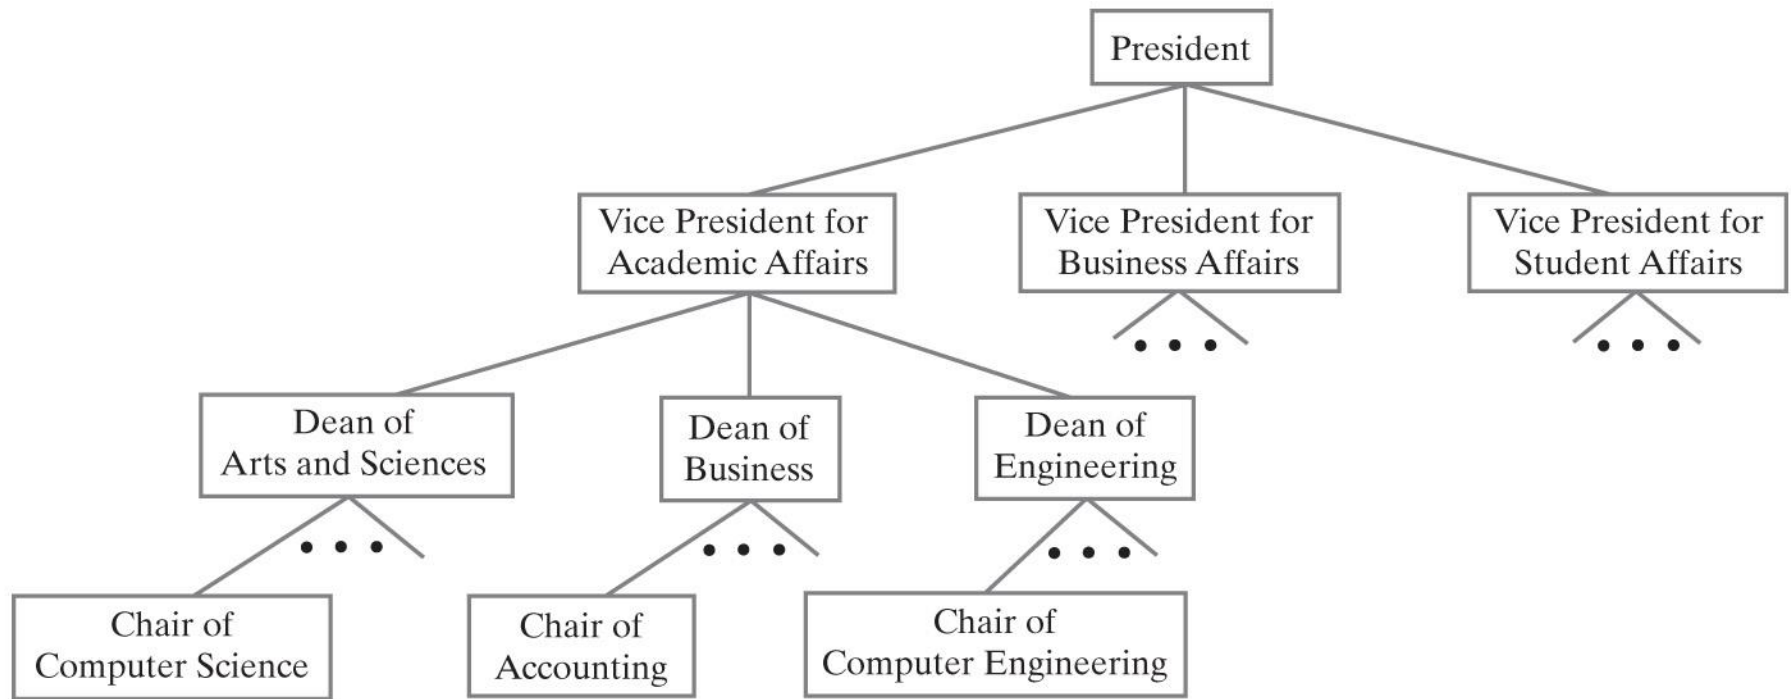 President
Vice President for
Academic Affairs
Vice President for
Business Affairs
Vice President for
Student Affairs
Dean of
Arts and Sciences
Dean of
Business
Dean of
Engineering
Chair of
Computer Science
Chair of
Accounting
Chair of
Computer Engineering